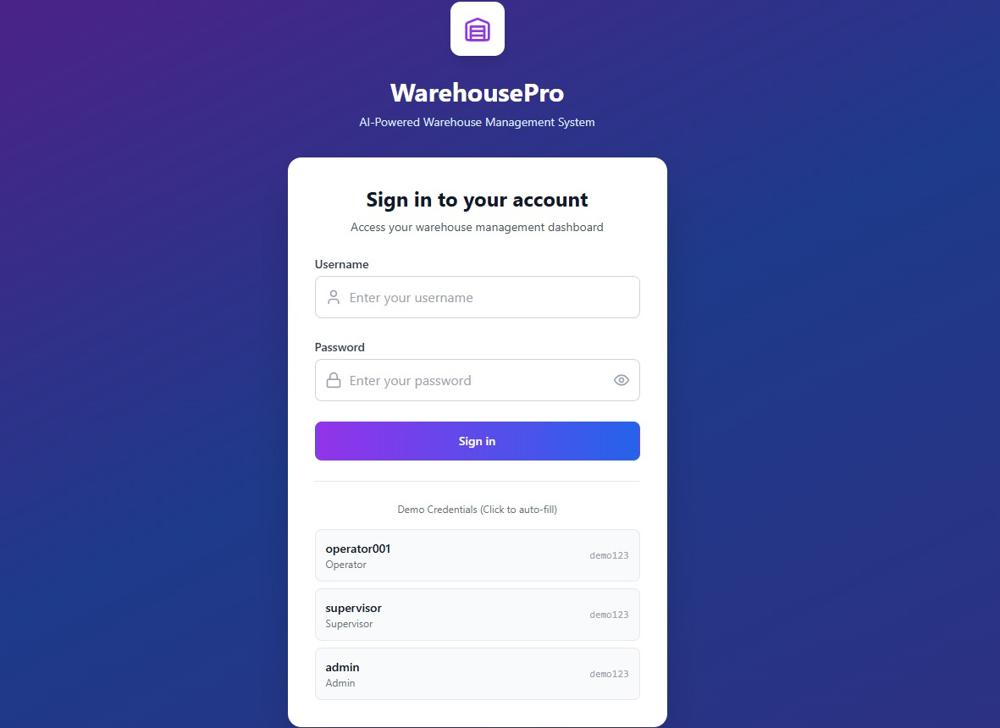 WarehousePro
AI-Powered Warehouse Management System
Sign in to your account
Access your warehouse management dashboard
Username
Enter your username
Password
Enter your password
Sign in
Demo Credentials (Click to auto-fill)
operator001
Operator
demo123
supervisor
Supervisor
demo123
admin
Admin
demo123